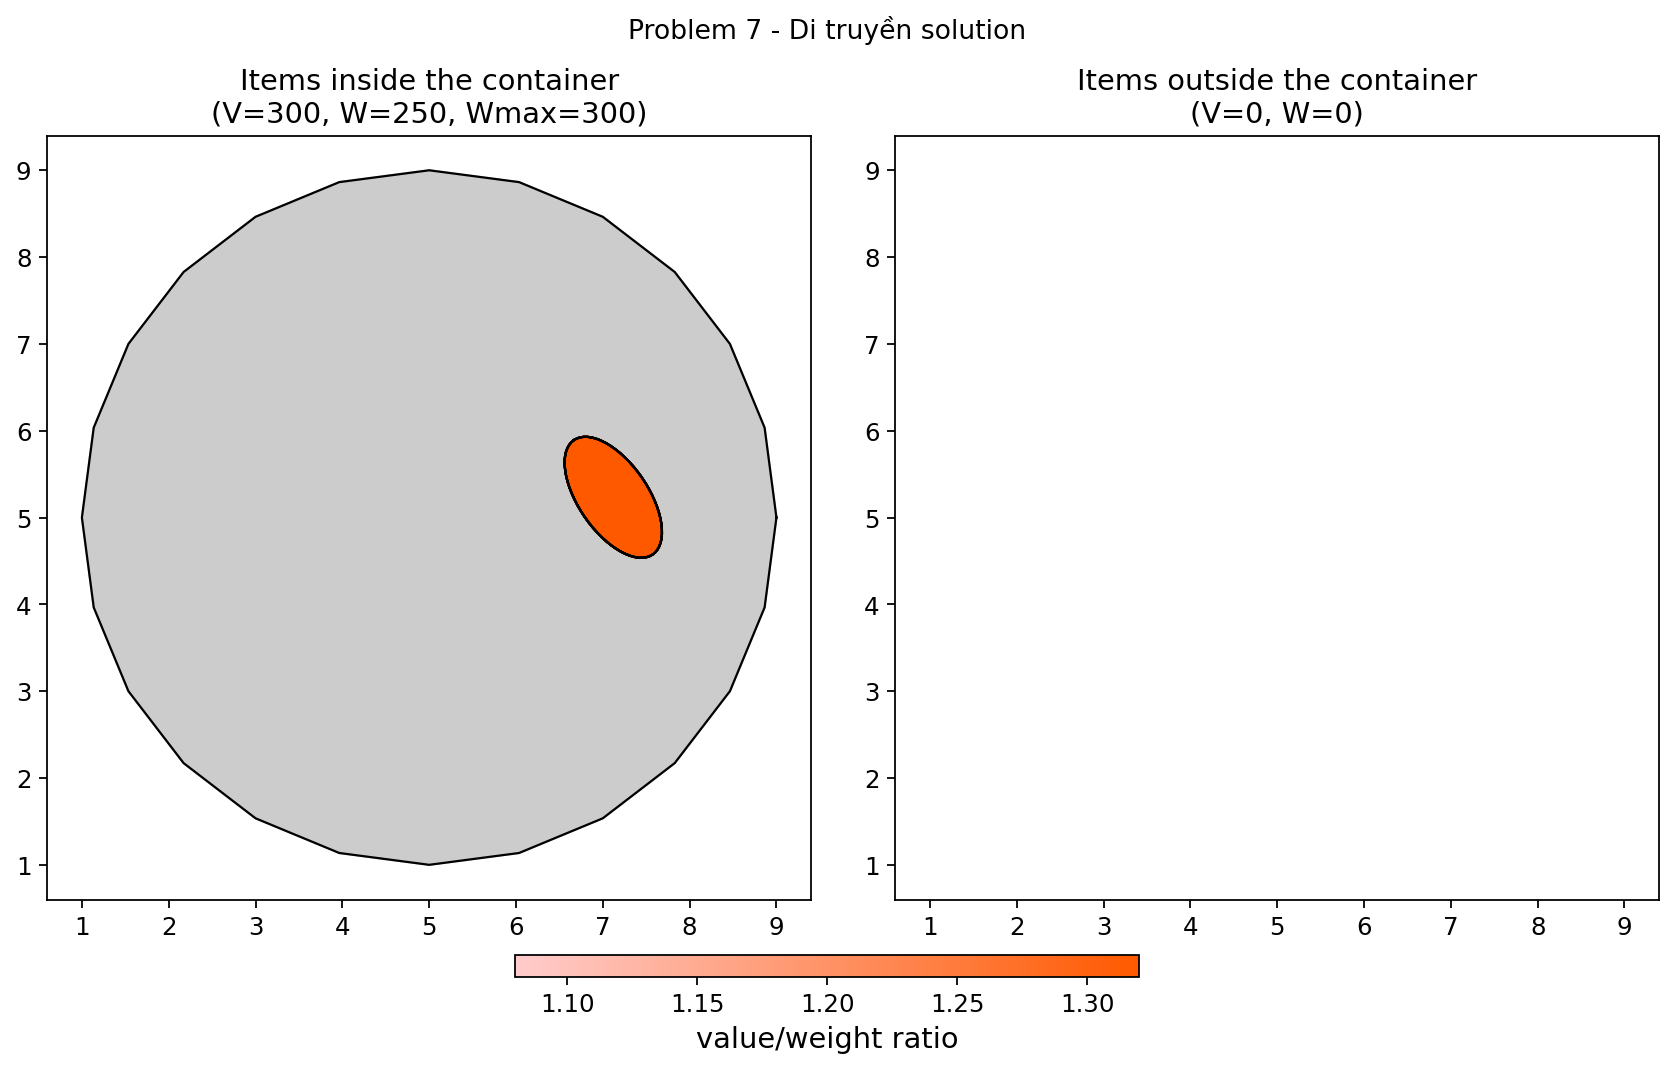 Problem 7 - Di truyền solution
Items inside the container
(V=300, W=250, Wmax=300)
9
8
7
6
5
4
3
2
1
1 2 3 4 5 6 7 8 9
Items outside the container
(V=0, W=0)
9
8
7
6
5
4
3
2
1
1 2 3 4 5 6 7 8 9
1.10 1.15 1.20 1.25 1.30
value/weight ratio